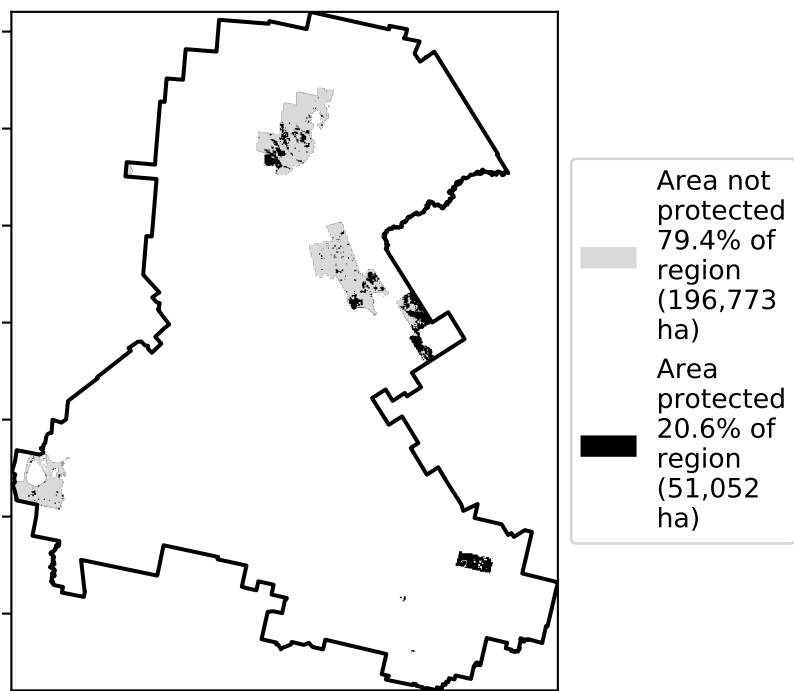 Area not
protected
79.4% of
region
(196,773
ha)
Area
protected
20.6% of
region
(51,052
ha)